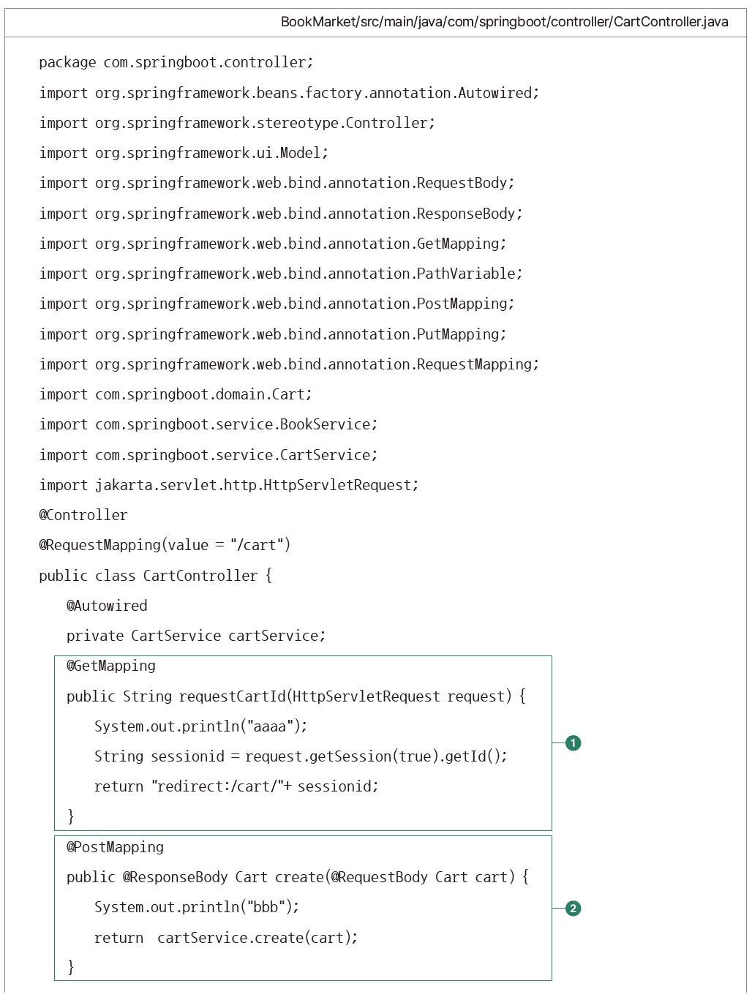 BookMarket/src/main/java/com/springboot/controller/CartController.java
package com.springboot.controller;
import org.springframework.beans.factory.annotation.Autowired;
import org.springframework.stereotype.Controller;
import org.springframework.ui.Model;
import org.springframework.web.bind.annotation.RequestBody;
import org.springframework.web.bind.annotation.ResponseBody;
import org.springframework.web.bind.annotation.GetMapping;
import org.springframework.web.bind.annotation.PathVariable;
import org.springframework.web.bind.annotation.PostMapping;
import org.springframework.web.bind.annotation.PutMapping;
import org.springframework.web.bind.annotation.RequestMapping;
import com.springboot.domain.Cart;
import com.springboot.service.BookService;
import com.springboot.service.CartService;
import jakarta.servlet.http.HttpServletRequest;
@Controller
@RequestMapping(value = "/cart")
public class CartController {
@Autowired
private CartService cartService;
@GetMapping
public String requestCartId(HttpServletRequest request) {
System.out.println("aaaa");
1
String sessionid = request.getSession(true).getId();
return "redirect:/cart/"+ sessionid;
}
@PostMapping
public @ResponseBody Cart create(@RequestBody Cart cart) {
System.out.println("bbb");
2
return  cartService.create(cart);
}